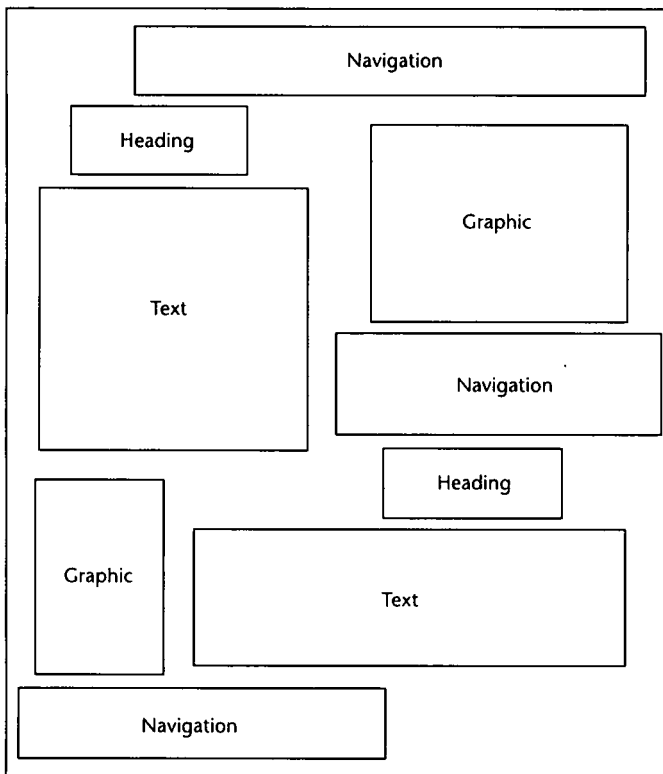 Navigation
Heading
Graphic
Text
Navigation
Heading
Graphic
Text
Navigation